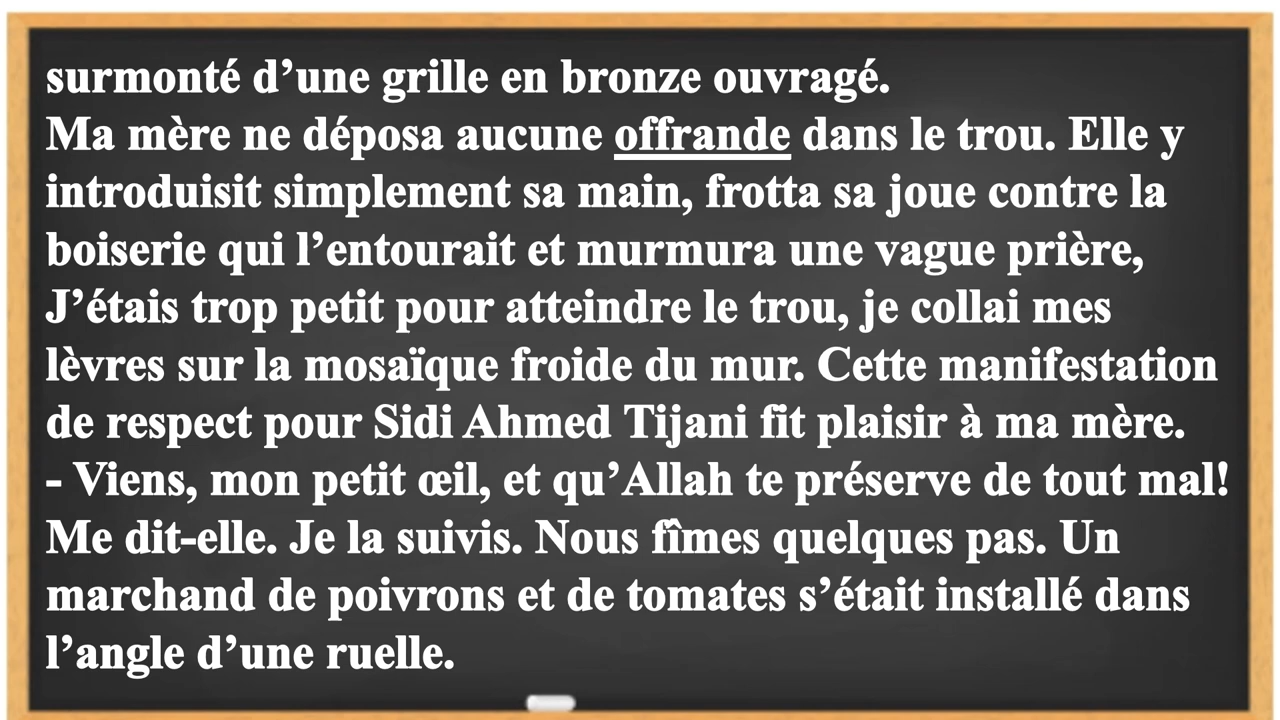 surmonté d’une grille en bronze ouvragé.
Ma mère ne déposa aucune offrande dans le trou. Elle y
introduisit simplement sa main, frotta sa joue contre la
boiserie qui l’entourait et murmura une vague prière,
J’étais trop petit pour atteindre le trou, je collai mes
lèvres sur la mosaïque froide du mur. Cette manifestation
de respect pour Sidi Ahmed Tijani fit plaisir à ma mère.
- Viens, mon petit œil, et qu’Allah te préserve de tout mal!
Me dit-elle. Je la suivis. Nous fîmes quelques pas. Un
marchand de poivrons et de tomates s’était installé dans
l’angle d’une ruelle.